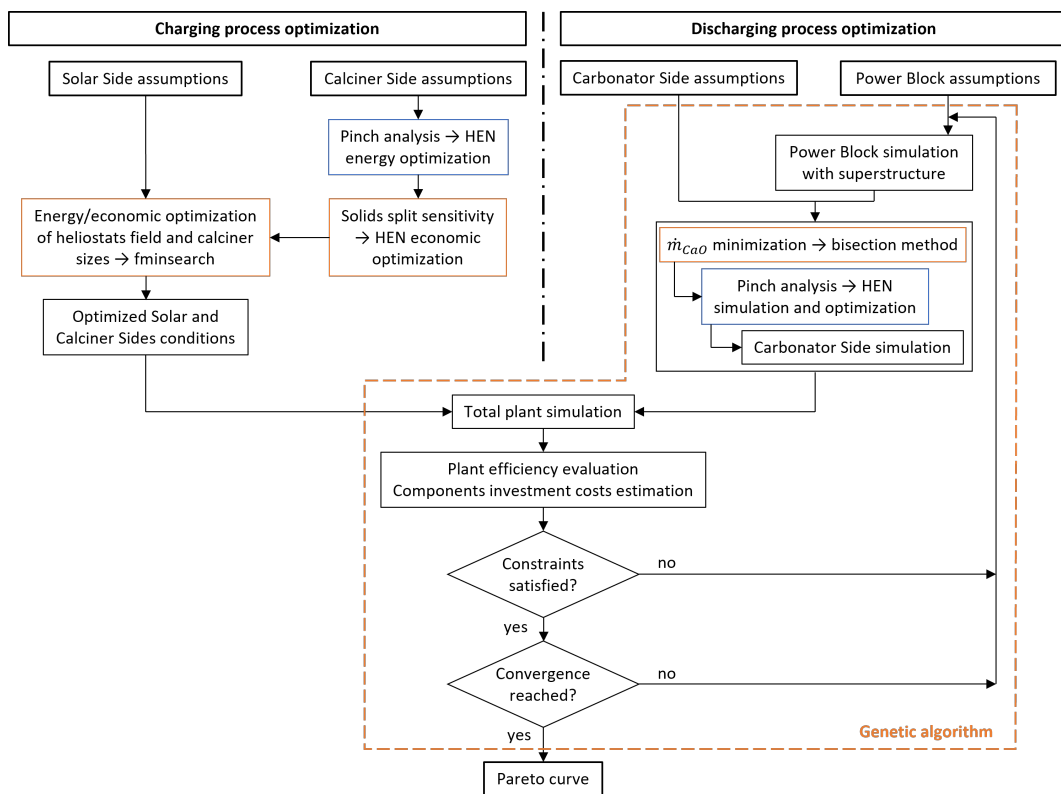 Charging process optimization
Discharging process optimization
Solar Side assumptions
Calciner Side assumptions
Carbonator Side assumptions
Power Block assumptions
Pinch analysis → HEN
energy optimization
Power Block simulation
with superstructure
Energy/economic optimization
of heliostats field and calciner
sizes → fminsearch
Solids split sensitivity
→ HEN economic
optimization
ṁ_CaO minimization → bisection method
Pinch analysis → HEN
simulation and optimization
Carbonator Side simulation
Optimized Solar and
Calciner Sides conditions
Total plant simulation
Plant efficiency evaluation
Components investment costs estimation
Constraints
satisfied?
no
yes
Convergence
reached?
no
yes
Genetic algorithm
Pareto curve